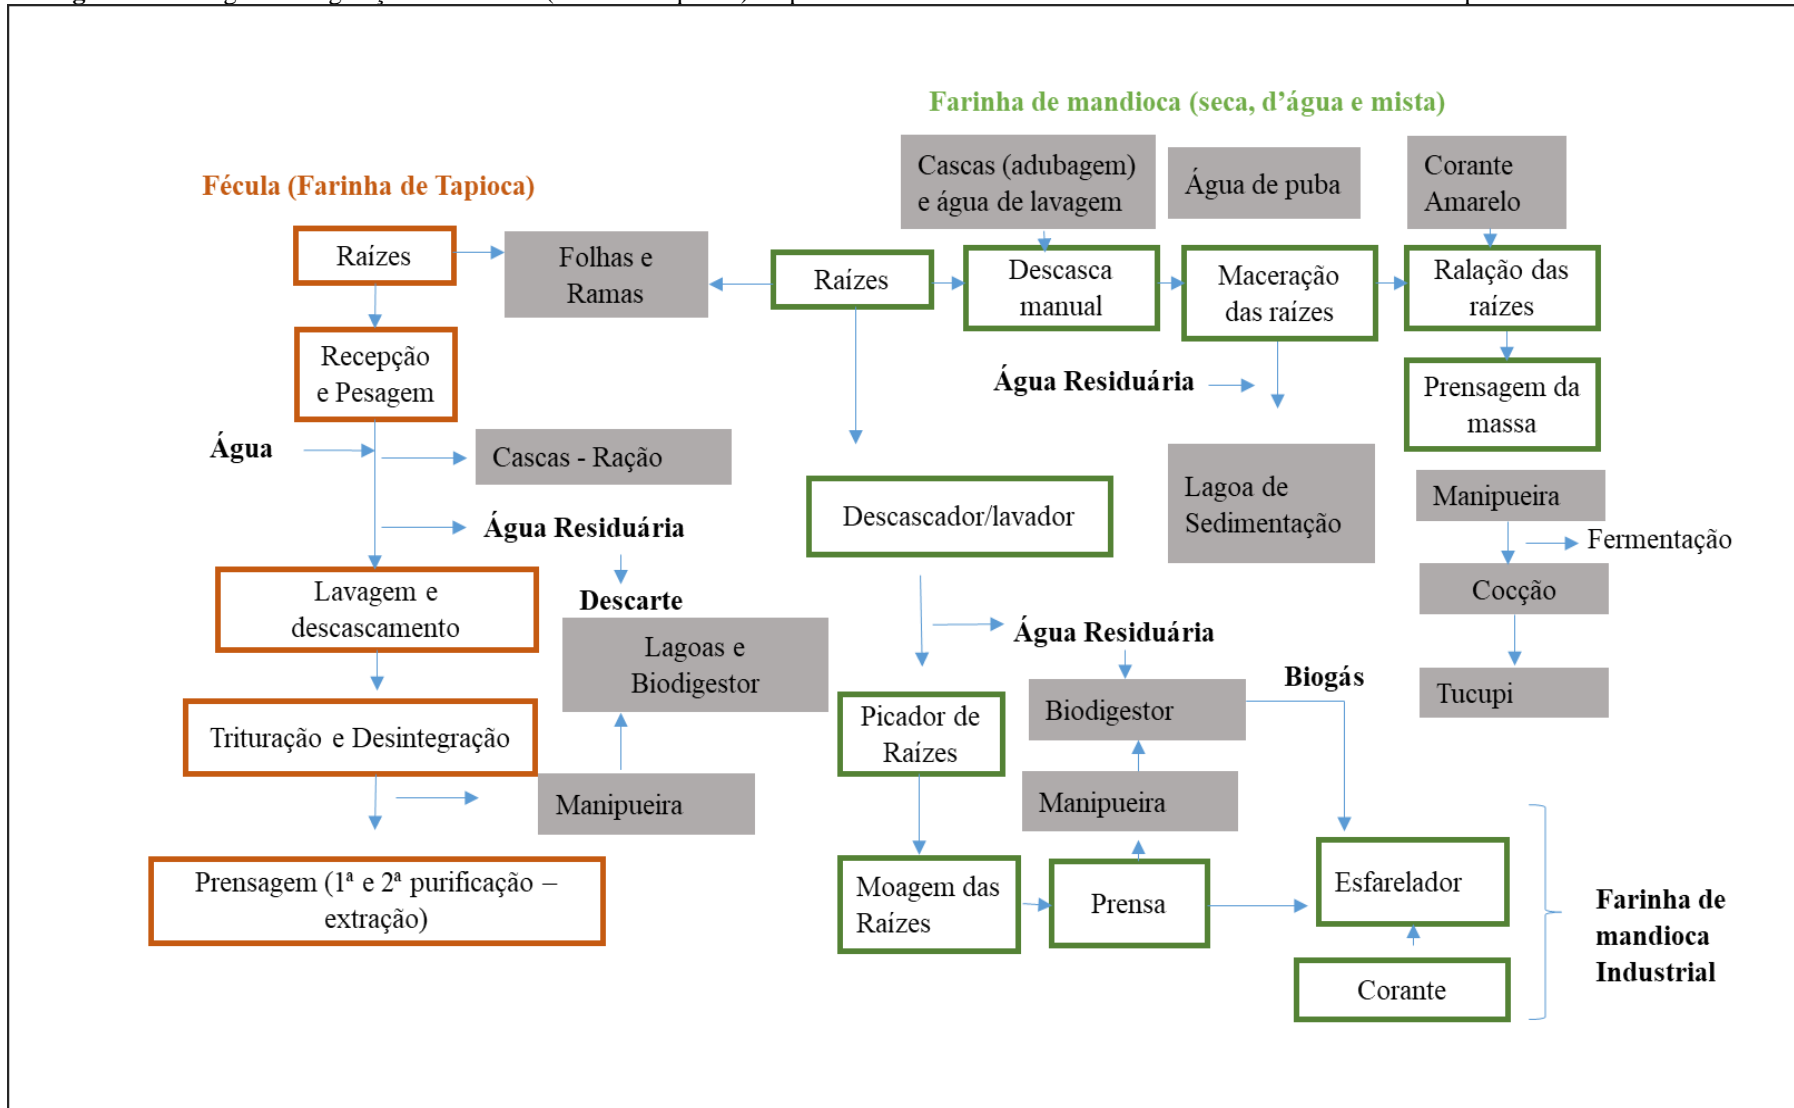 Farinha de mandioca (seca, d’água e mista)
Fécula (Farinha de Tapioca)
Cascas (adubagem)
e água de lavagem
Água de puba
Corante
Amarelo
Raízes
Folhas e
Ramas
Raízes
Descasca
manual
Maceração
das raízes
Ralação das
raízes
Recepção
e Pesagem
Água Residuária
Prensagem da
massa
Água
Cascas - Ração
Água Residuária
Descarte
Descascador/lavador
Lagoa de
Sedimentação
Manipueira
Fermentação
Cocção
Tucupi
Lavagem e
descascamento
Lagoas e
Biodigestor
Água Residuária
Biogás
Trituração e Desintegração
Picador de
Raízes
Biodigestor
Manipueira
Manipueira
Prensagem (1ª e 2ª purificação –
extração)
Moagem das
Raízes
Prensa
Esfarelador
Corante
Farinha de
mandioca
Industrial